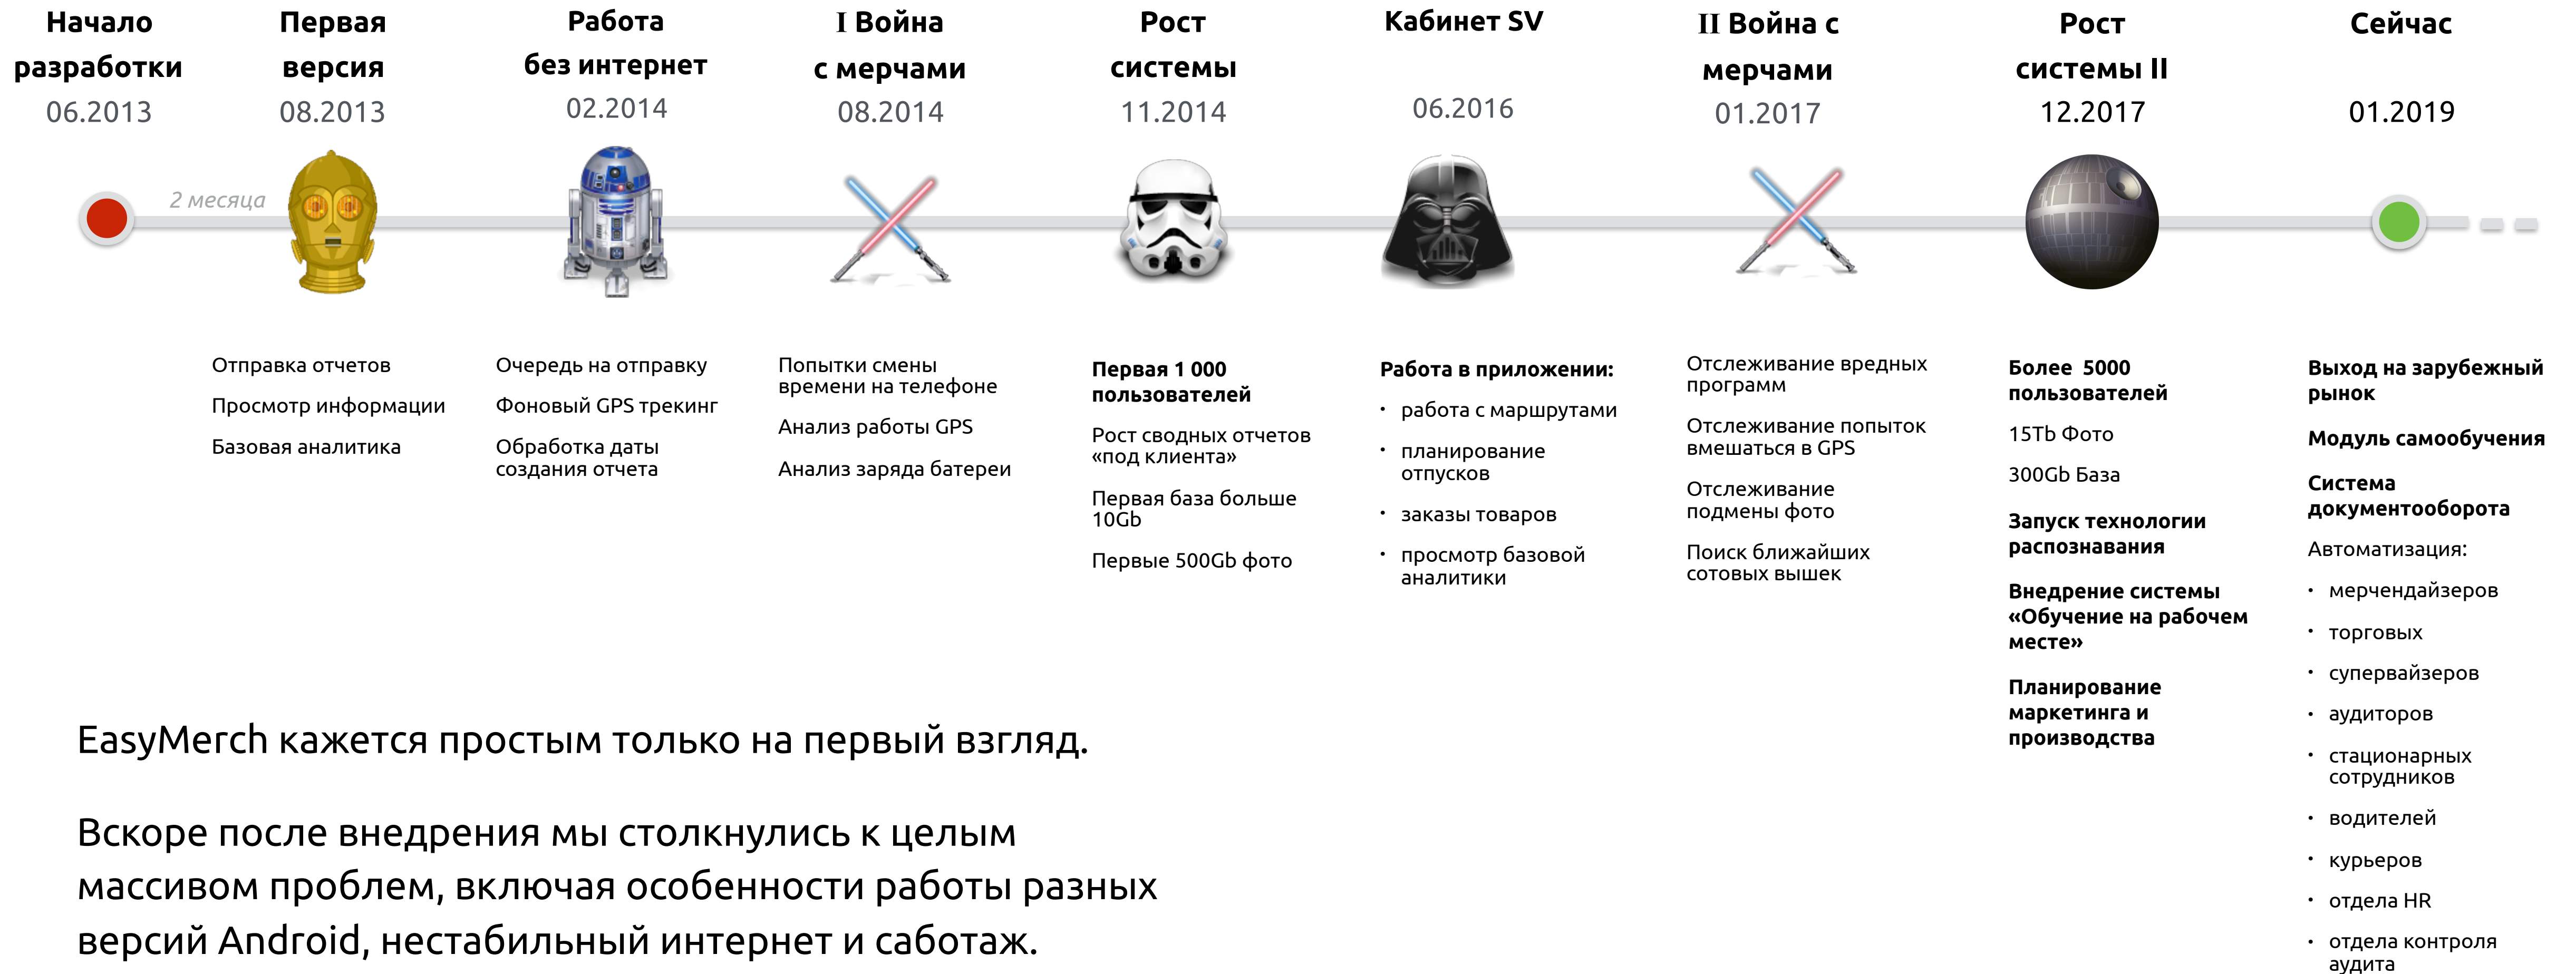 Начало
разработки
06.2013
Первая
версия
08.2013
Работа
без интернет
02.2014
I Война
с мерчами
08.2014
Рост
системы
11.2014
Кабинет SV
06.2016
II Война с
мерчами
01.2017
Рост
системы II
12.2017
Сейчас
01.2019
2 месяца
Отправка отчетов
Просмотр информации
Базовая аналитика
Очередь на отправку
Фоновый GPS трекинг
Обработка даты
создания отчета
Попытки смены
времени на телефоне
Анализ работы GPS
Анализ заряда батереи
Первая 1 000
пользователей
Рост сводных отчетов
«под клиента»
Первая база больше
10Gb
Первые 500Gb фото
Работа в приложении:
• работа с маршрутами
• планирование
отпусков
• заказы товаров
• просмотр базовой
аналитики
Отслеживание вредных
программ
Отслеживание попыток
вмешаться в GPS
Отслеживание
подмены фото
Поиск ближайших
сотовых вышек
Более 5000
пользователей
15Tb Фото
300Gb База
Запуск технологии
распознавания
Внедрение системы
«Обучение на рабочем
месте»
Планирование
маркетинга и
производства
Выход на зарубежный
рынок
Модуль самообучения
Система
документооборота
Автоматизация:
• мерчендайзеров
• торговых
• супервайзеров
• аудиторов
• стационарных
сотрудников
• водителей
• курьеров
• отдела HR
• отдела контроля
аудита
EasyMerch кажется простым только на первый взгляд.
Вскоре после внедрения мы столкнулись к целым
массивом проблем, включая особенности работы разных
версий Android, нестабильный интернет и саботаж.